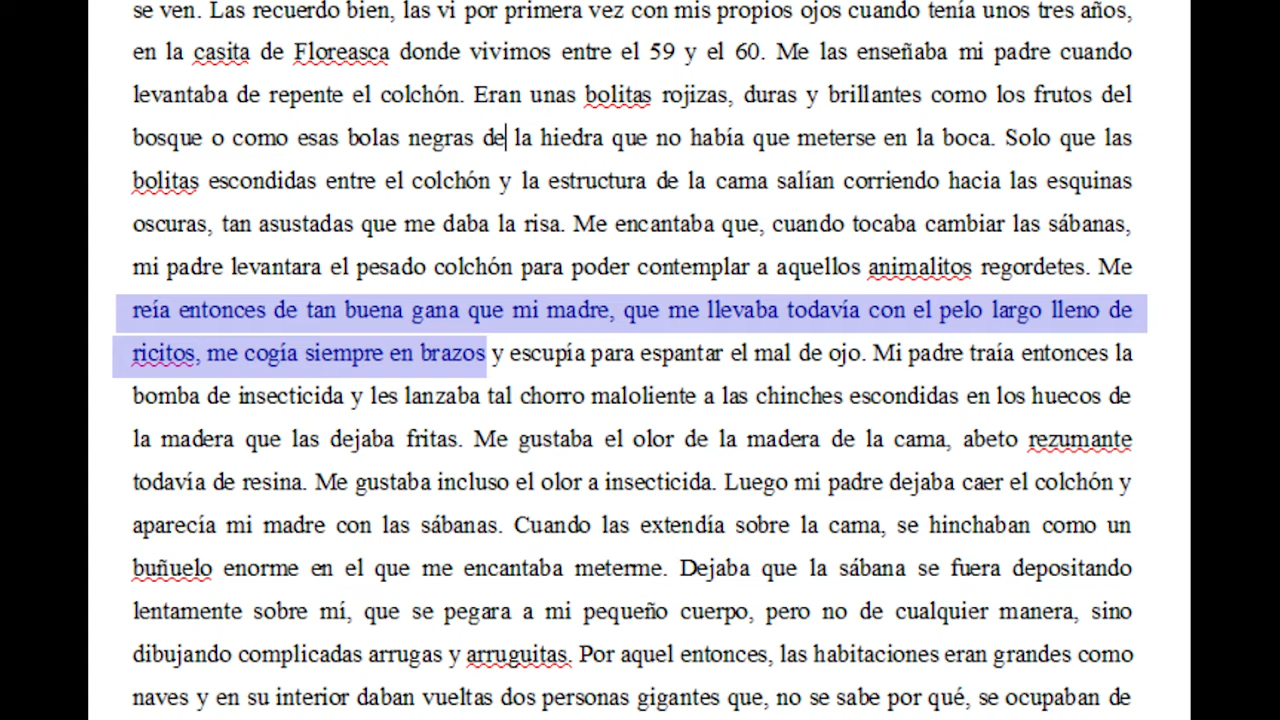 se ven. Las recuerdo bien, las vi por primera vez con mis propios ojos cuando tenía unos tres años,
en la casita de Floreasca donde vivimos entre el 59 y el 60. Me las enseñaba mi padre cuando
levantaba de repente el colchón. Eran unas bolitas rojizas, duras y brillantes como los frutos del
bosque o como esas bolas negras de la hiedra que no había que meterse en la boca. Solo que las
bolitas escondidas entre el colchón y la estructura de la cama salían corriendo hacia las esquinas
oscuras, tan asustadas que me daba la risa. Me encantaba que, cuando tocaba cambiar las sábanas,
mi padre levantara el pesado colchón para poder contemplar a aquellos animalitos regordetes. Me
reía entonces de tan buena gana que mi madre, que me llevaba todavía con el pelo largo lleno de
ricitos, me cogía siempre en brazos y escupía para espantar el mal de ojo. Mi padre traía entonces la
bomba de insecticida y les lanzaba tal chorro maloliente a las chinches escondidas en los huecos de
la madera que las dejaba fritas. Me gustaba el olor de la madera de la cama, abeto rezumante
todavía de resina. Me gustaba incluso el olor a insecticida. Luego mi padre dejaba caer el colchón y
aparecía mi madre con las sábanas. Cuando las extendía sobre la cama, se hinchaban como un
buñuelo enorme en el que me encantaba meterme. Dejaba que la sábana se fuera depositando
lentamente sobre mí, que se pegara a mi pequeño cuerpo, pero no de cualquier manera, sino
dibujando complicadas arrugas y arruguitas. Por aquel entonces, las habitaciones eran grandes como
naves y en su interior daban vueltas dos personas gigantes que, no se sabe por qué, se ocupaban de